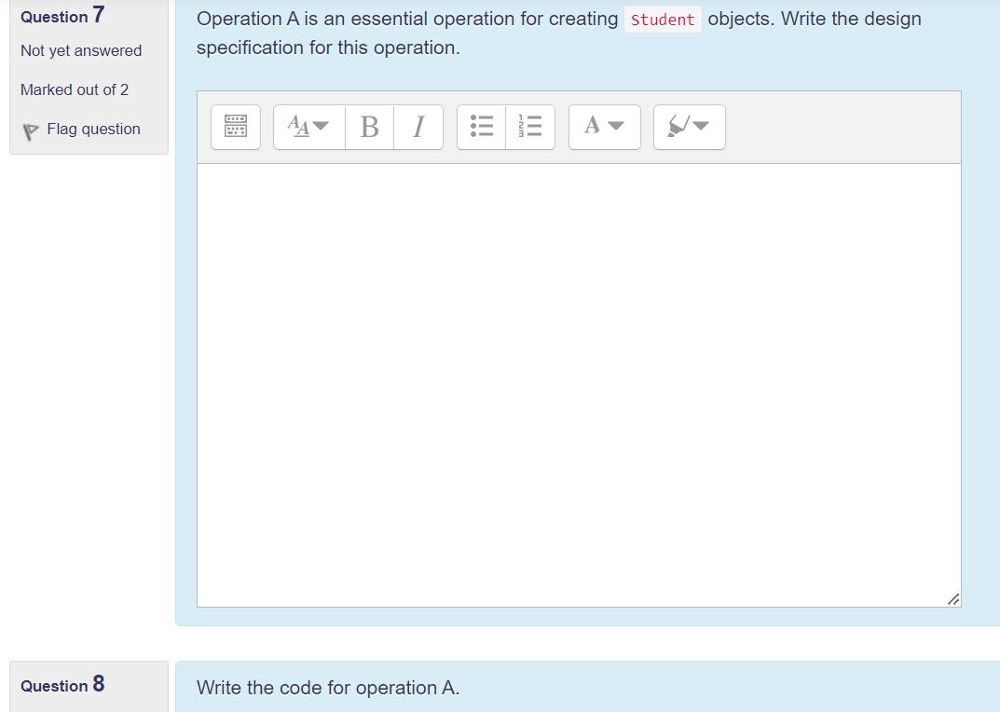 Question 7
Not yet answered
Marked out of 2
Flag question
Operation A is an essential operation for creating Student objects. Write the design
specification for this operation.
Question 8
Write the code for operation A.